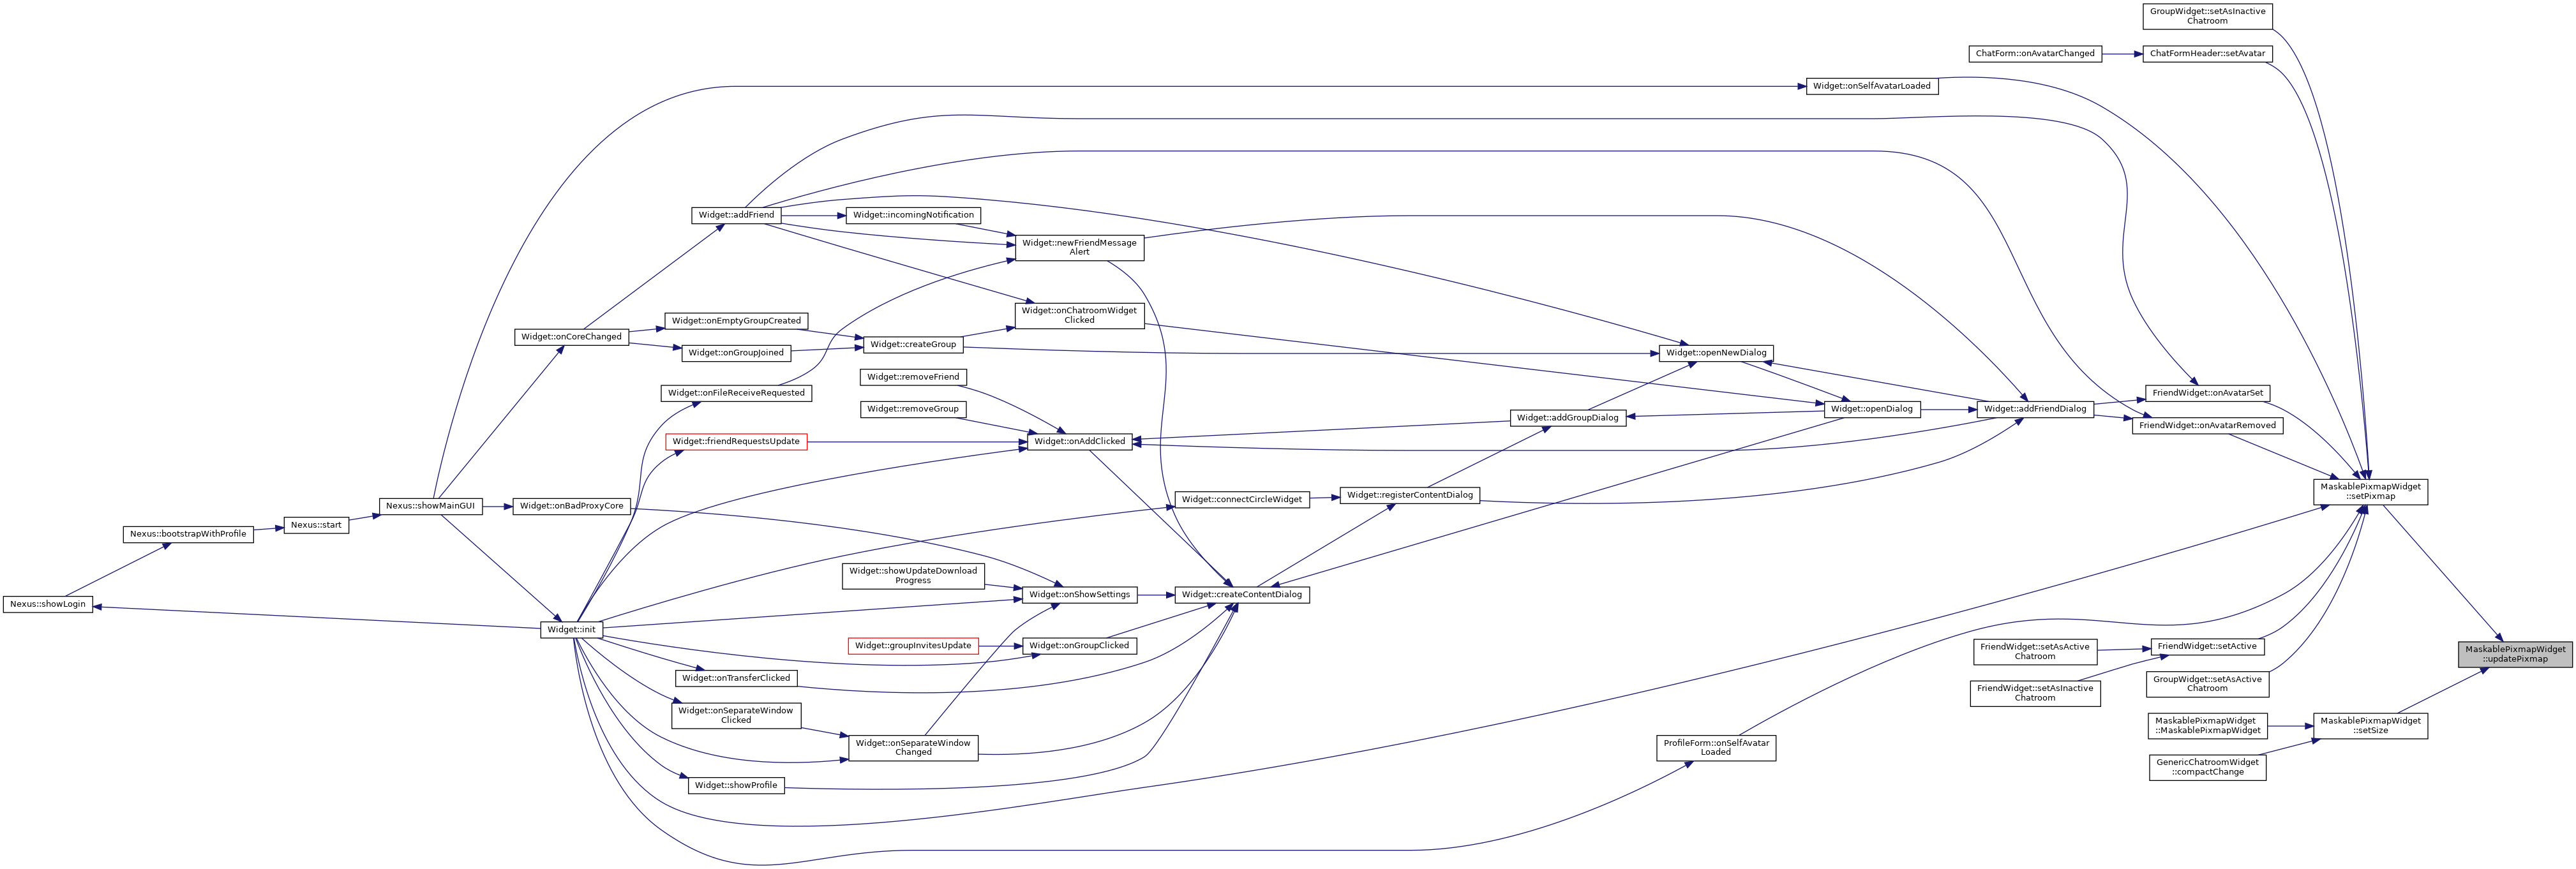 GroupWidget::setAsInactive
Chatroom
ChatForm::onAvatarChanged
ChatFormHeader::setAvatar
Widget::onSelfAvatarLoaded
Widget::addFriend
Widget::incomingNotification
Widget::newFriendMessage
Alert
Widget::onChatroomWidget
Clicked
Widget::onEmptyGroupCreated
Widget::onCoreChanged
Widget::createGroup
Widget::onGroupJoined
Widget::openNewDialog
Widget::removeFriend
Widget::onFileReceiveRequested
FriendWidget::onAvatarSet
Widget::removeGroup
Widget::openDialog
Widget::addFriendDialog
Widget::addGroupDialog
FriendWidget::onAvatarRemoved
Widget::friendRequestsUpdate
Widget::onAddClicked
MaskablePixmapWidget
::setPixmap
Widget::connectCircleWidget
Widget::registerContentDialog
Nexus::showMainGUI
Widget::onBadProxyCore
Nexus::start
Nexus::bootstrapWithProfile
Widget::showUpdateDownload
Progress
Widget::onShowSettings
Widget::createContentDialog
Nexus::showLogin
Widget::init
Widget::groupInvitesUpdate
Widget::onGroupClicked
FriendWidget::setAsActive
Chatroom
FriendWidget::setActive
MaskablePixmapWidget
::updatePixmap
Widget::onTransferClicked
GroupWidget::setAsActive
Chatroom
FriendWidget::setAsInactive
Chatroom
Widget::onSeparateWindow
Clicked
MaskablePixmapWidget
::MaskablePixmapWidget
MaskablePixmapWidget
::setSize
Widget::onSeparateWindow
Changed
ProfileForm::onSelfAvatar
Loaded
GenericChatroomWidget
::compactChange
Widget::showProfile